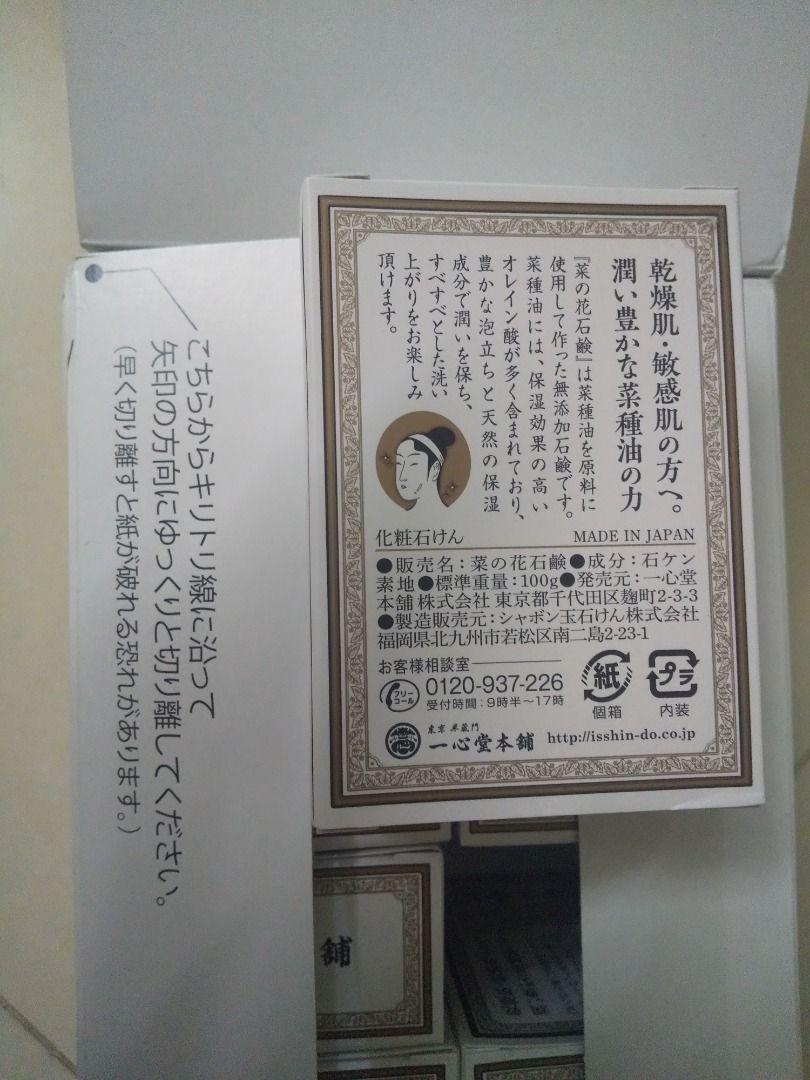 乾燥肌・敏感肌の方へ。
潤い豊かな菜種油の力
『菜の花石鹸』は菜種油を原料に
使用して作った無添加石鹸です。
菜種油には、保湿効果の高い
オレイン酸が多く含まれており、
豊かな泡立ちと天然の保湿
成分で潤いを保ち、
すべすべとした洗い
上がりをお楽しみ
頂けます。
化粧石けん
MADE IN JAPAN
●販売名：菜の花石鹸●成分：石ケン
素地●標準重量：100g●発売元：一心堂
本舗 株式会社 東京都千代田区麹町2-3-3
●製造販売元：シャボン玉石けん株式会社
福岡県北九州市若松区南二島2-23-1
お客様相談室
フリーコール
0120-937-226
受付時間：9時半〜17時
紙
個箱
プラ
内装
一心堂本舗
http://isshin-do.co.jp
こちらからキリトリ線に沿って
矢印の方向にゆっくりと切り離してください。
（早く切り離すと紙が破れる恐れがあります。）
舗